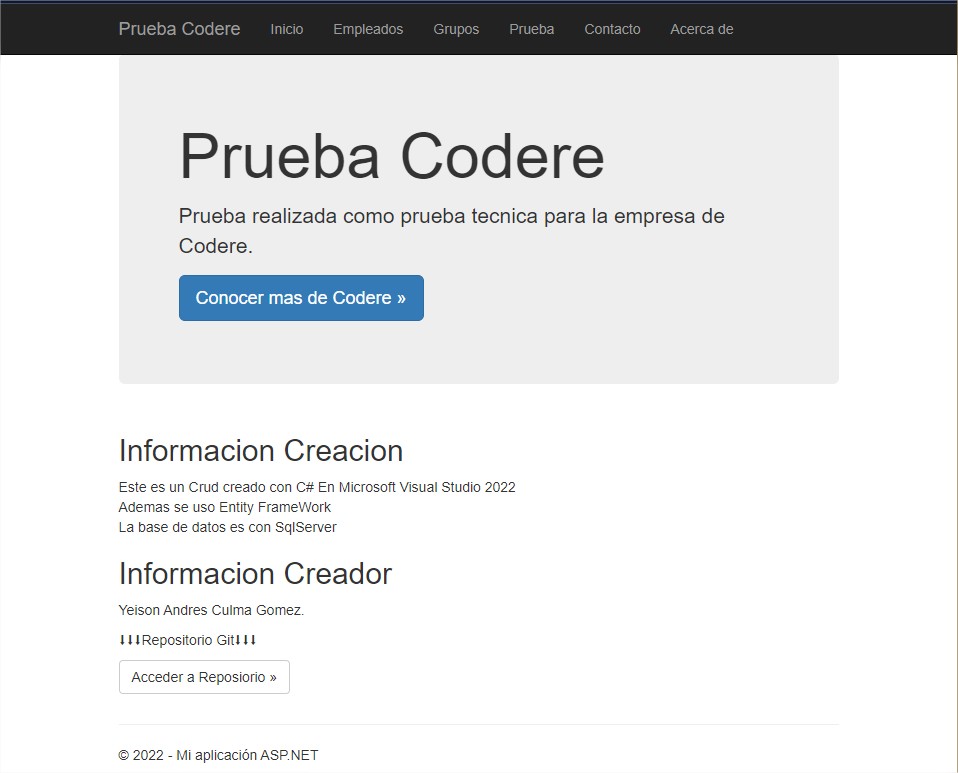 Prueba Codere Inicio Empleados Grupos Prueba Contacto Acerca de
Prueba Codere
Prueba realizada como prueba tecnica para la empresa de
Codere.
Conocer mas de Codere »
Informacion Creacion
Este es un Crud creado con C# En Microsoft Visual Studio 2022
Ademas se uso Entity FrameWork
La base de datos es con SqlServer
Informacion Creador
Yeison Andres Culma Gomez.
⭣⭣⭣Repositorio Git⭣⭣⭣
Acceder a Reposiorio »
© 2022 - Mi aplicación ASP.NET